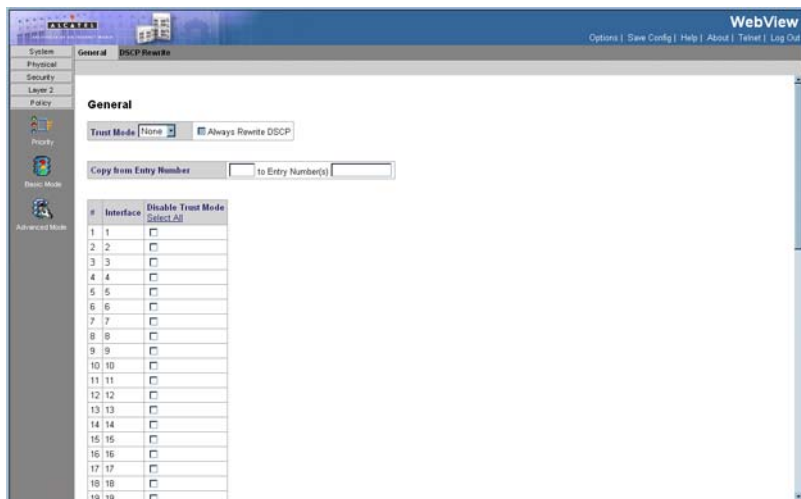 ALCATEL
WebView
Options | Save Config | Help | About | Telnet | Log Out
System
Physical
Security
Layer 2
Policy
Priority
Basic Mode
Advanced Mode
General DSCP Rewrite
General
Trust Mode None Always Rewrite DSCP
Copy from Entry Number to Entry Number(s)
# Interface Disable Trust Mode
Select All
1 1
2 2
3 3
4 4
5 5
6 6
7 7
8 8
9 9
10 10
11 11
12 12
13 13
14 14
15 15
16 16
17 17
18 18
19 19